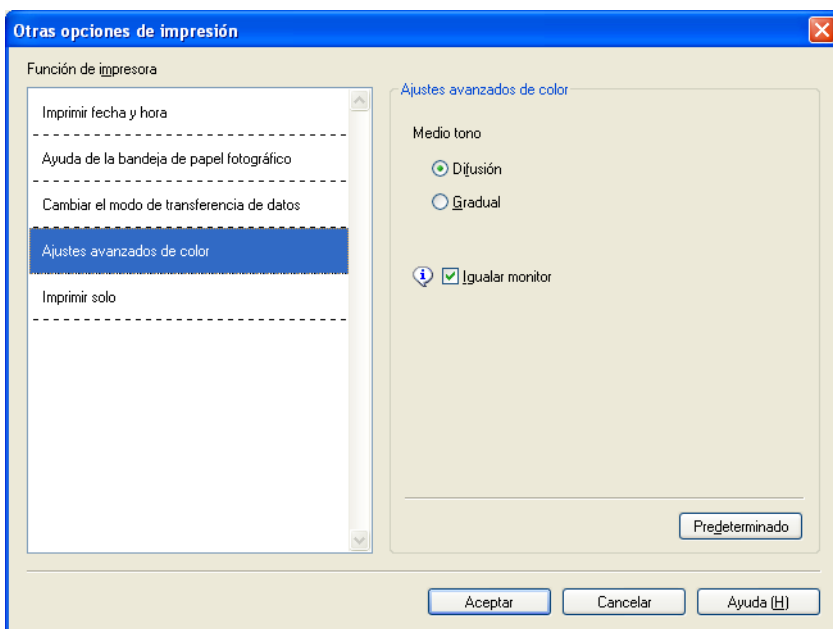 Otras opciones de impresión
Función de impresora
Imprimir fecha y hora
Ayuda de la bandeja de papel fotográfico
Cambiar el modo de transferencia de datos
Ajustes avanzados de color
Imprimir solo
Ajustes avanzados de color
Medio tono
Difusión
Gradual
Igualar monitor
Predeterminado
Aceptar
Cancelar
Ayuda (H)